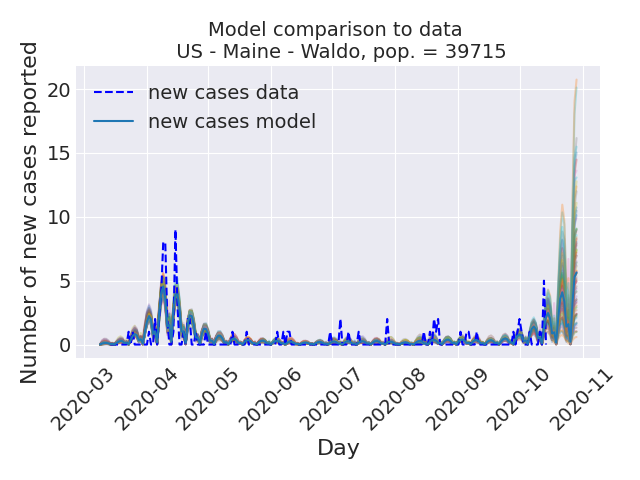 Model comparison to data
US - Maine - Waldo, pop. = 39715
Number of new cases reported
20
15
10
5
0
new cases data
new cases model
2020-03
2020-04
2020-05
2020-06
2020-07
2020-08
2020-09
2020-10
2020-11
Day